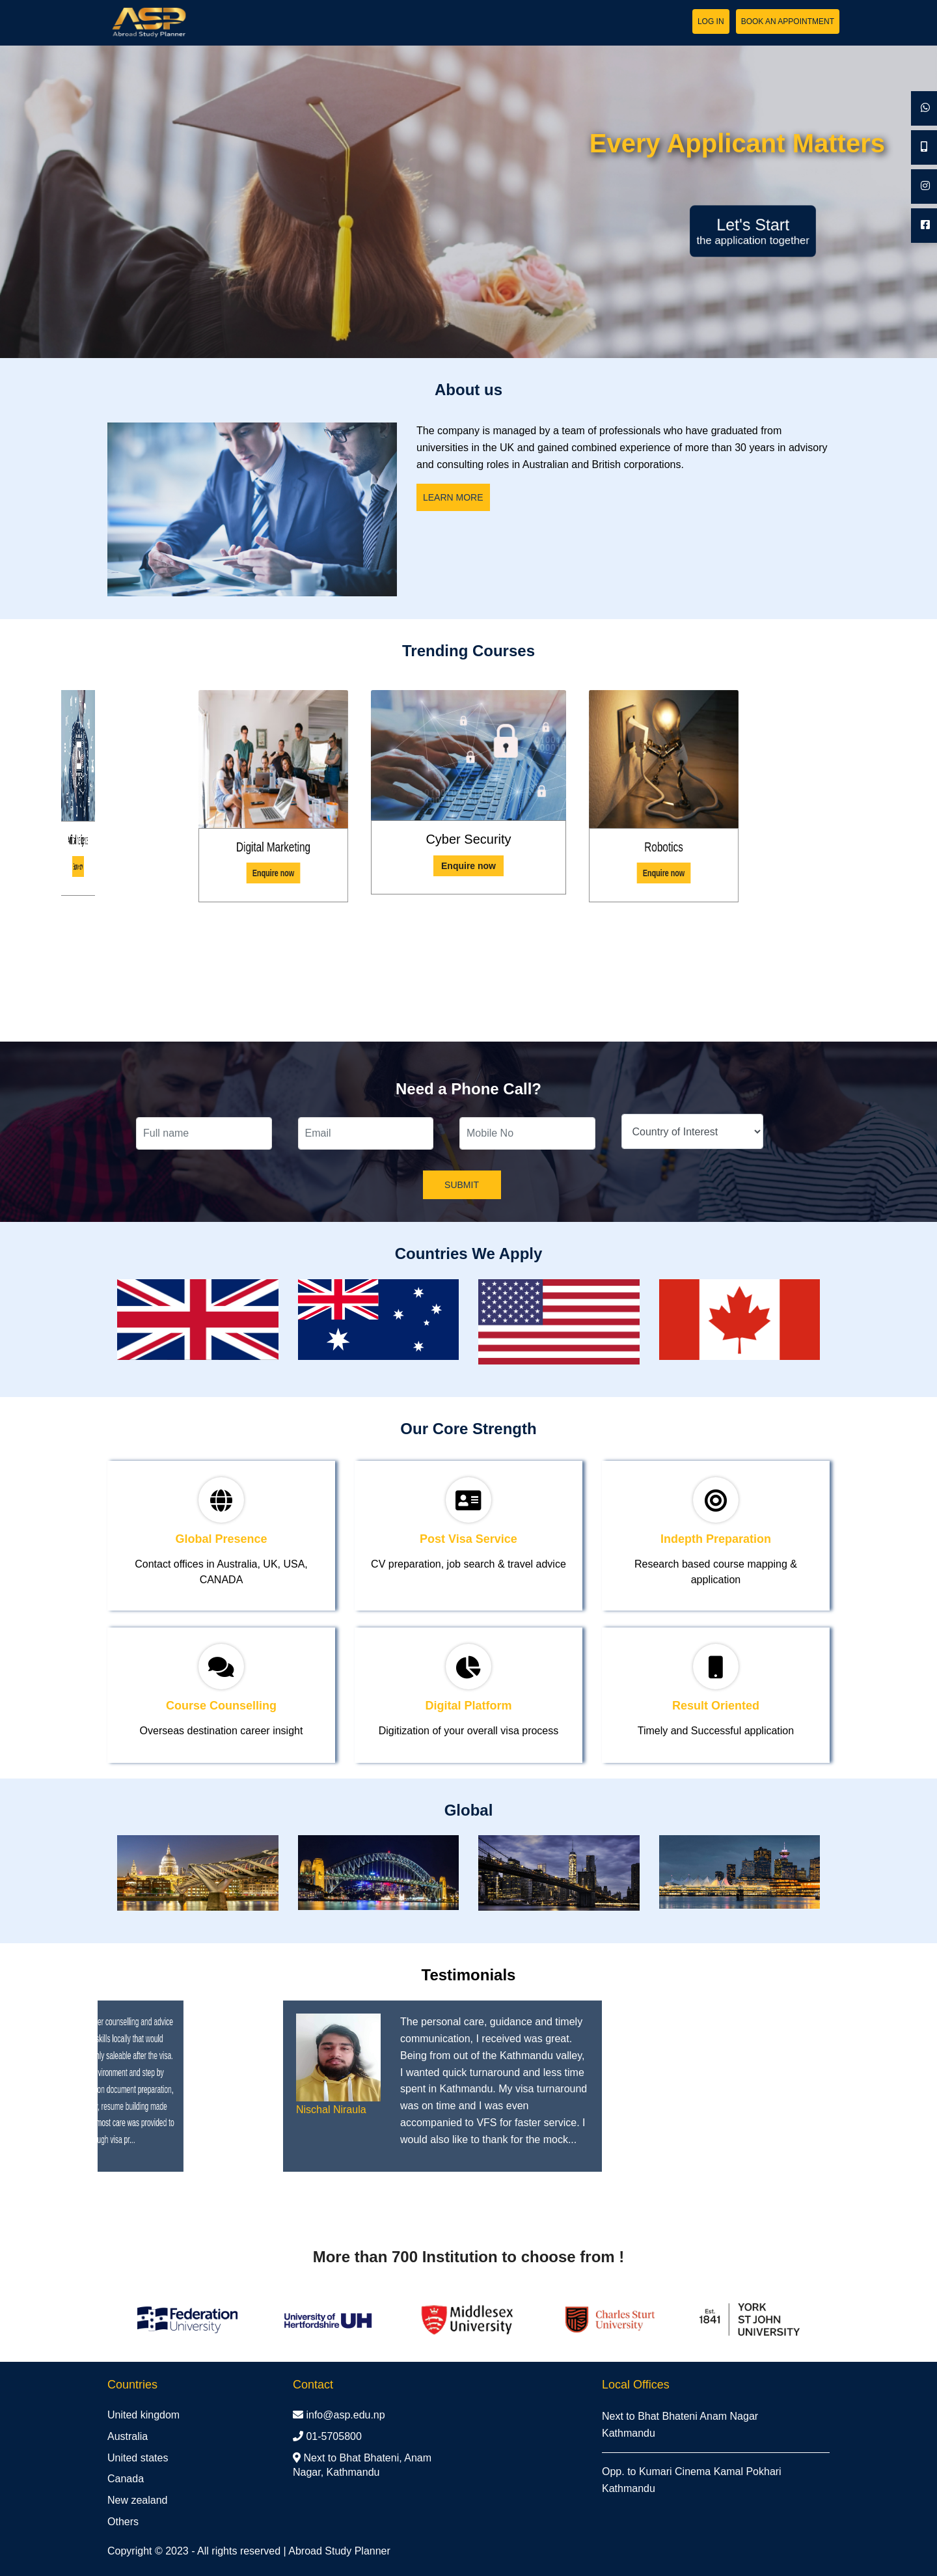 ASP
Abroad Study Planner
LOG IN
BOOK AN APPOINTMENT
Every Applicant Matters
Let's Start
the application together
About us
The company is managed by a team of professionals who have graduated from
universities in the UK and gained combined experience of more than 30 years in advisory
and consulting roles in Australian and British corporations.
LEARN MORE
Trending Courses
Digital Marketing
Enquire now
Cyber Security
Enquire now
Robotics
Enquire now
Need a Phone Call?
Full name
Email
Mobile No
Country of Interest
SUBMIT
Countries We Apply
Our Core Strength
Global Presence
Contact offices in Australia, UK, USA,
CANADA
Post Visa Service
CV preparation, job search & travel advice
Indepth Preparation
Research based course mapping &
application
Course Counselling
Overseas destination career insight
Digital Platform
Digitization of your overall visa process
Result Oriented
Timely and Successful application
Global
Testimonials
counselling and advice
skills locally that would
saleable after the visa.
and step by
on document preparation,
resume building made
most care was provided to
visa pr...
Nischal Niraula
The personal care, guidance and timely
communication, I received was great.
Being from out of the Kathmandu valley,
I wanted quick turnaround and less time
spent in Kathmandu. My visa turnaround
was on time and I was even
accompanied to VFS for faster service. I
would also like to thank for the mock...
More than 700 Institution to choose from !
Federation
University
University of
Hertfordshire UH
Middlesex
University
Charles Sturt
University
Est.
1841
YORK
ST JOHN
UNIVERSITY
Countries
United kingdom
Australia
United states
Canada
New zealand
Others
Contact
info@asp.edu.np
01-5705800
Next to Bhat Bhateni, Anam
Nagar, Kathmandu
Local Offices
Next to Bhat Bhateni Anam Nagar
Kathmandu
Opp. to Kumari Cinema Kamal Pokhari
Kathmandu
Copyright © 2023 - All rights reserved | Abroad Study Planner